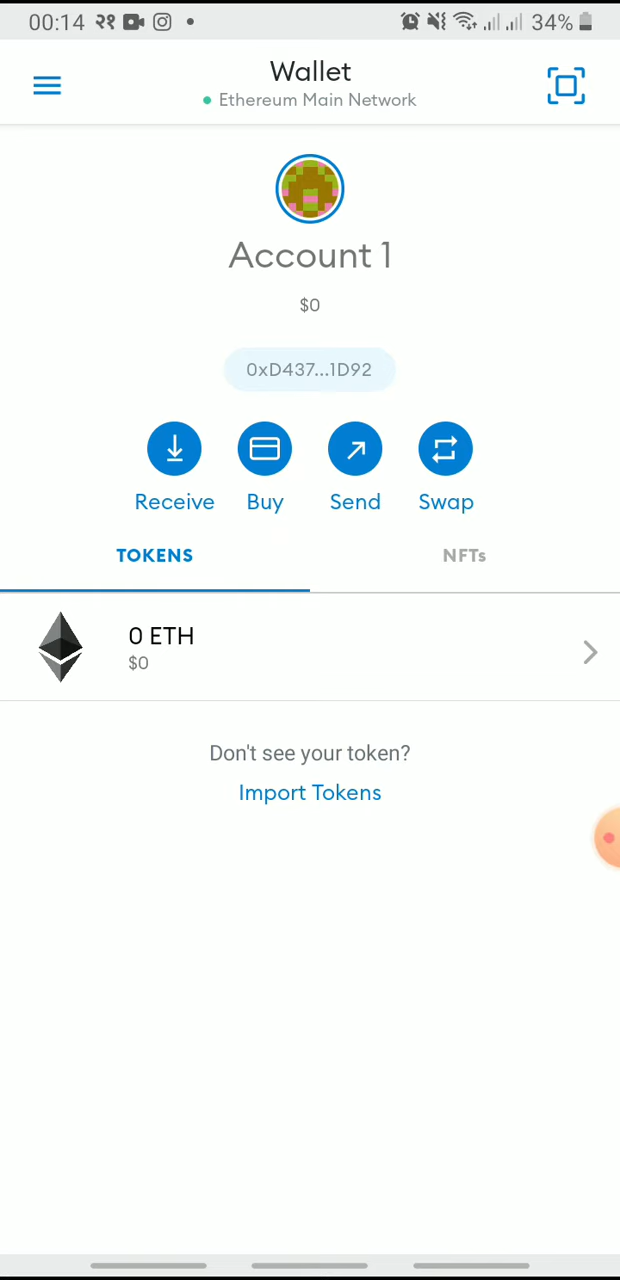 00:14 २१ 34%
Wallet
Ethereum Main Network
Account 1
$0
0xD437...1D92
Receive Buy Send Swap
TOKENS NFTs
0 ETH
$0
Don't see your token?
Import Tokens